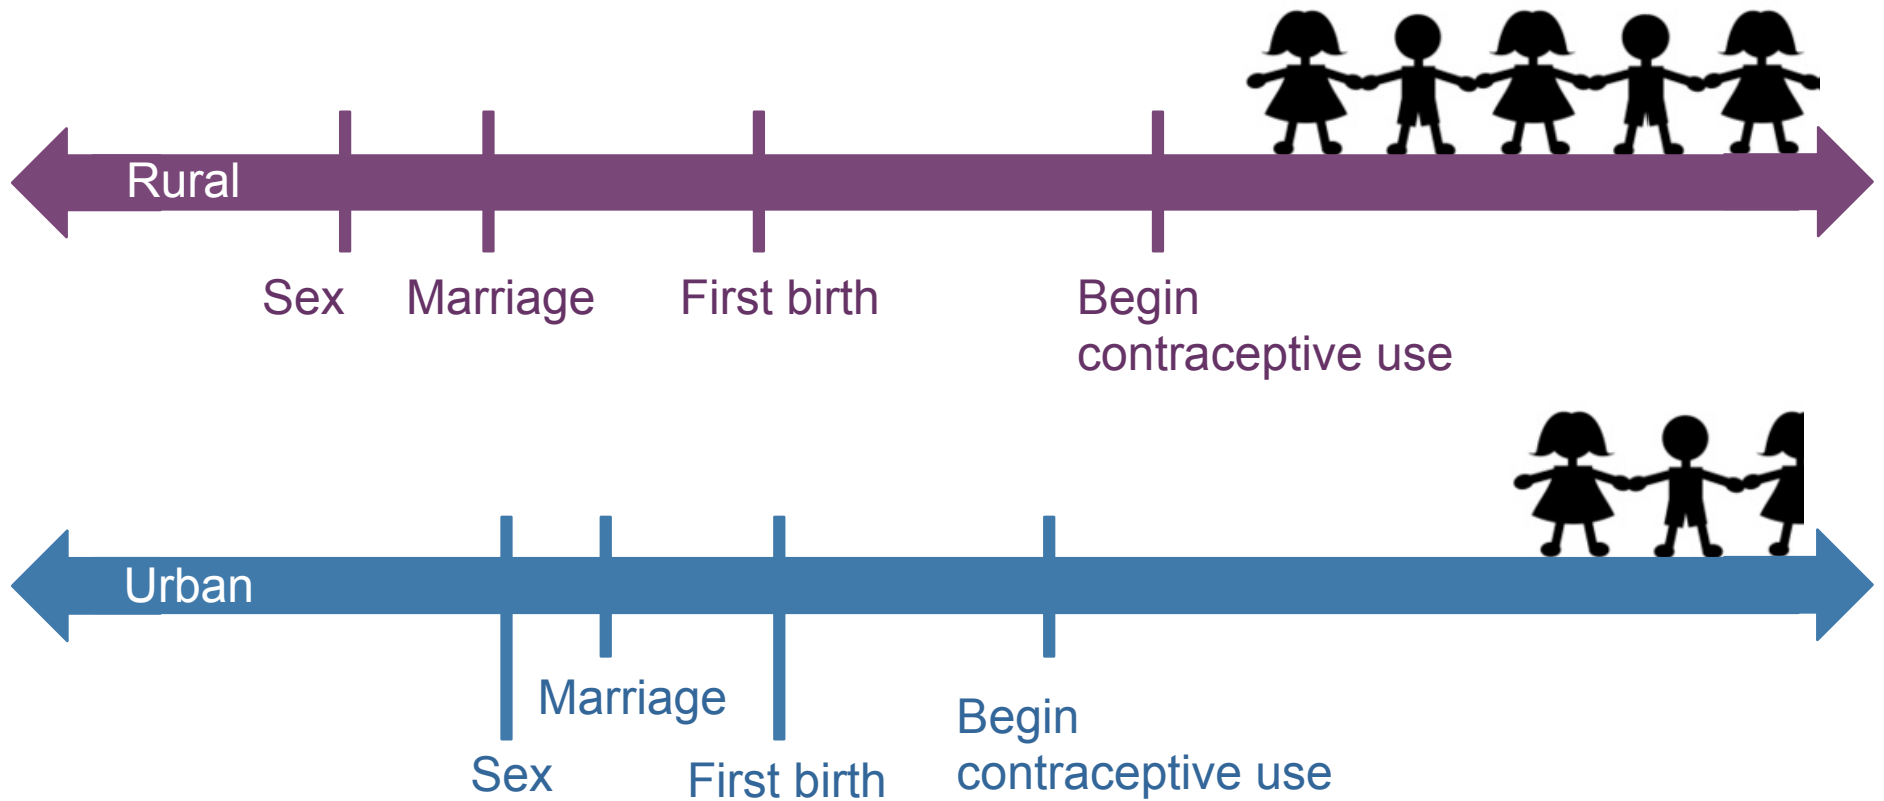 Rural
Sex
Marriage
First birth
Begin
contraceptive use
Urban
Marriage
Sex
First birth
Begin
contraceptive use